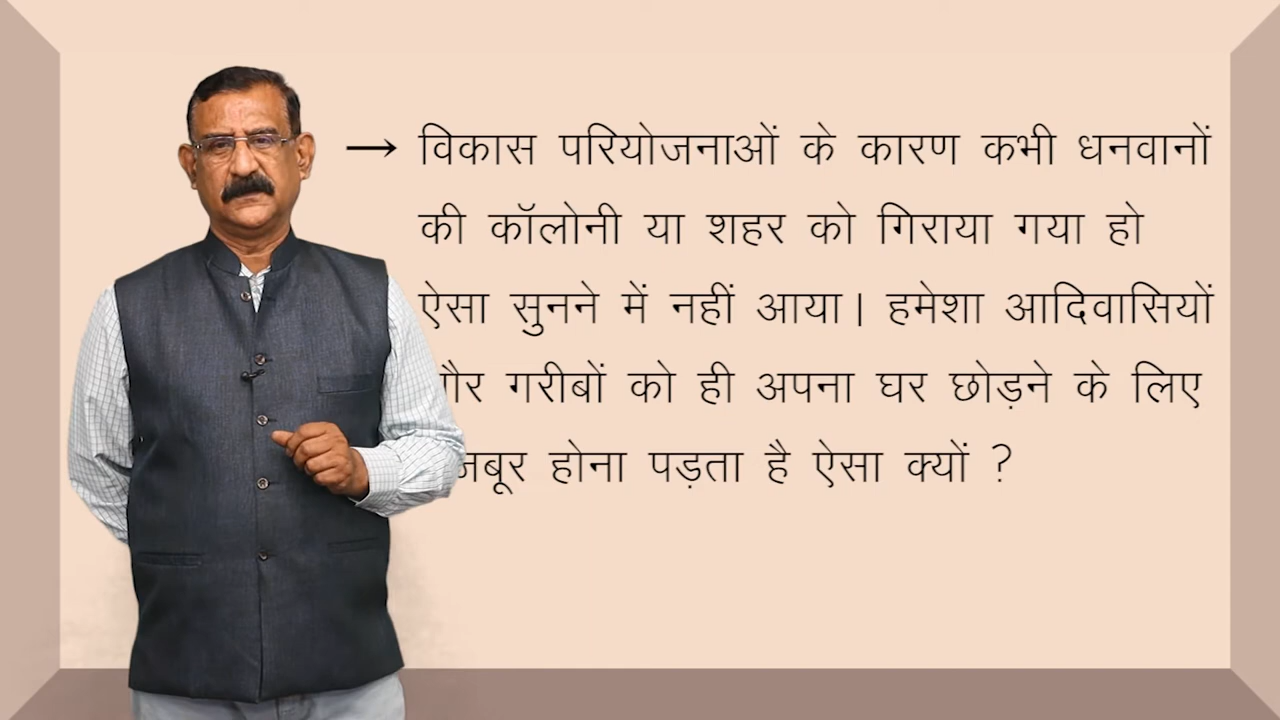 → विकास परियोजनाओं के कारण कभी धनवानों
की कॉलोनी या शहर को गिराया गया हो
ऐसा सुनने में नहीं आया। हमेशा आदिवासियों
गरीबों को ही अपना घर छोड़ने के लिए
होना पड़ता है ऐसा क्यों ?